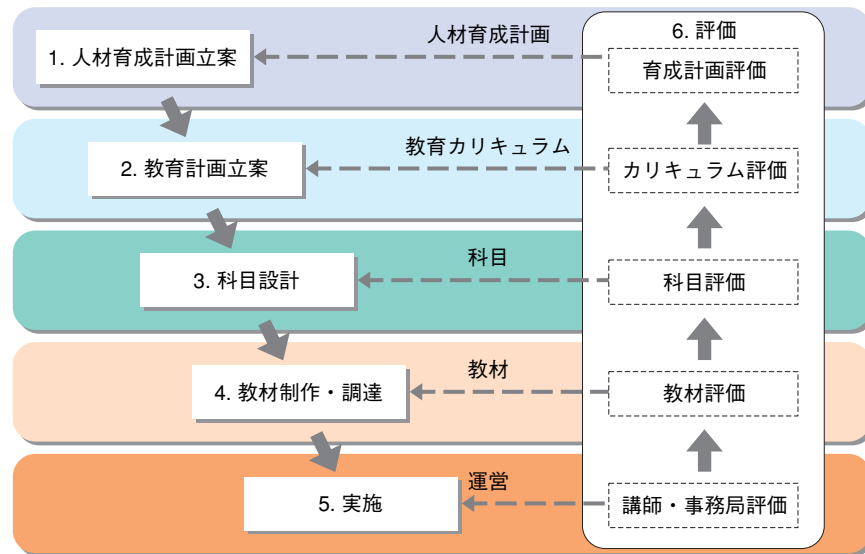 人材育成計画
6. 評価
1. 人材育成計画立案
育成計画評価
教育カリキュラム
2. 教育計画立案
カリキュラム評価
科目
3. 科目設計
科目評価
教材
4. 教材制作・調達
教材評価
運営
5. 実施
講師・事務局評価